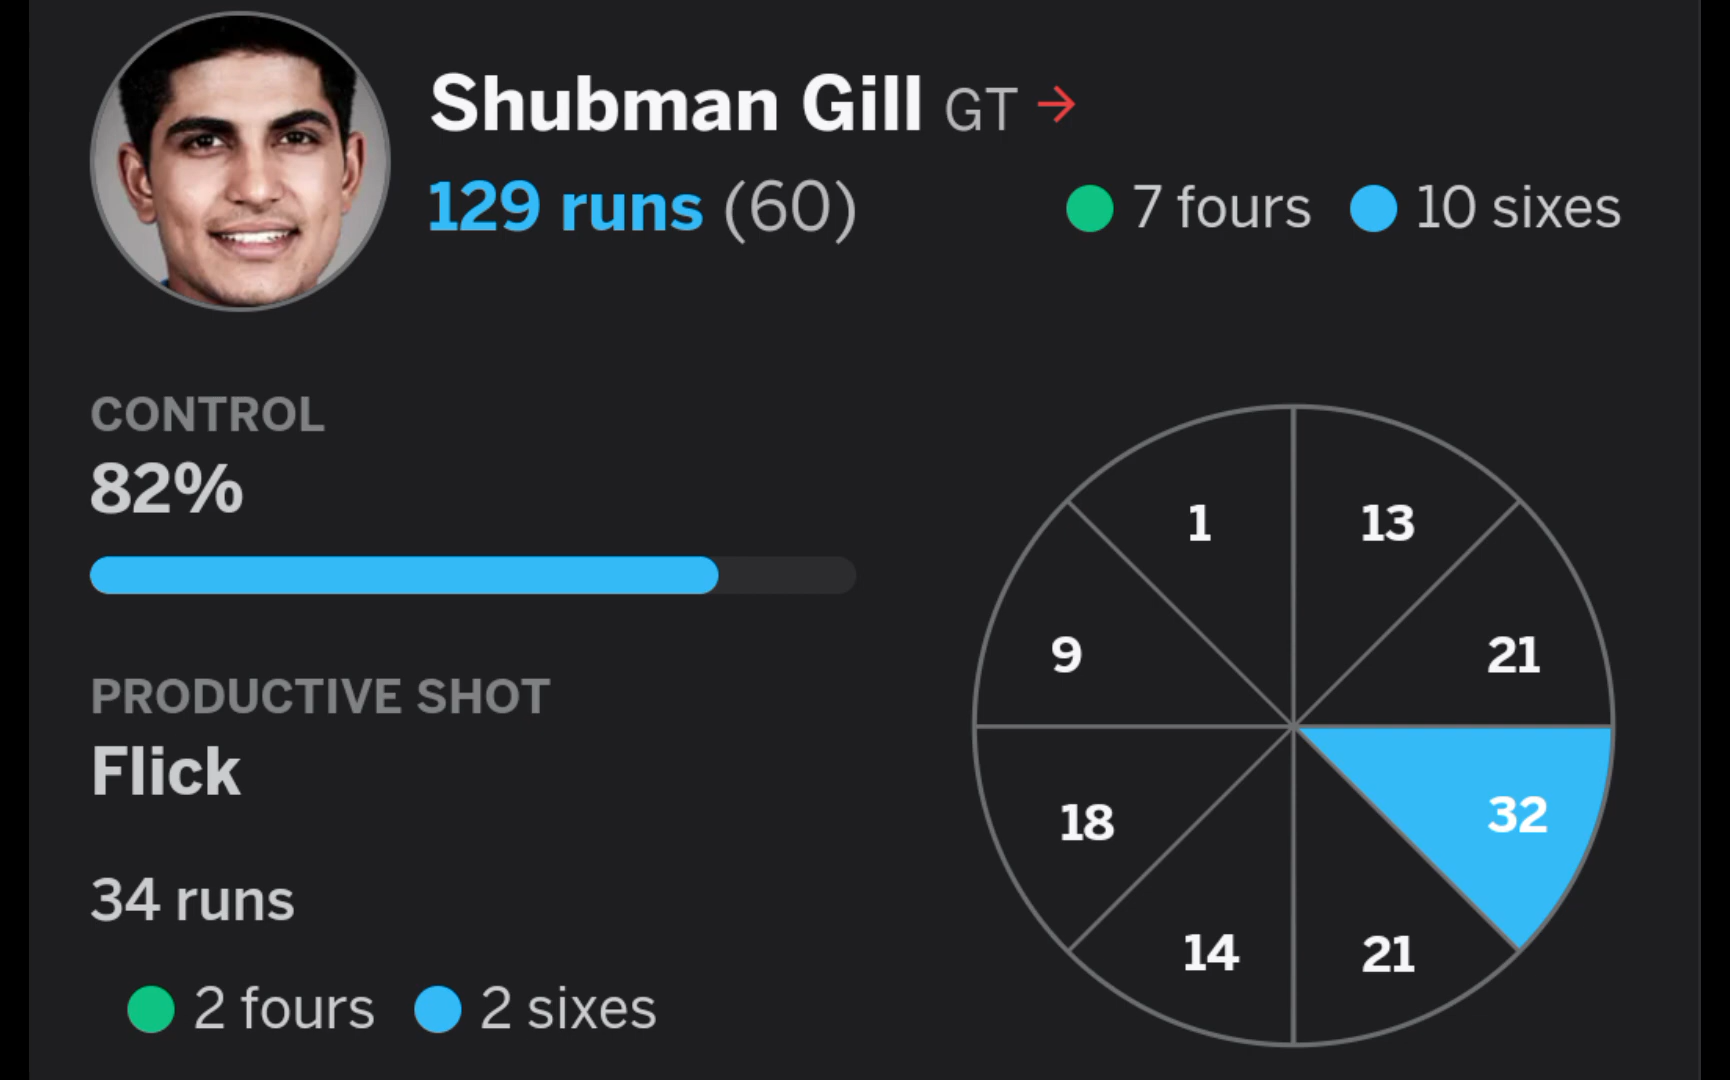 Shubman Gill GT →
129 runs (60) 7 fours 10 sixes
CONTROL
82%
PRODUCTIVE SHOT
Flick
34 runs
2 fours 2 sixes
1 13
9 21
18 32
14 21